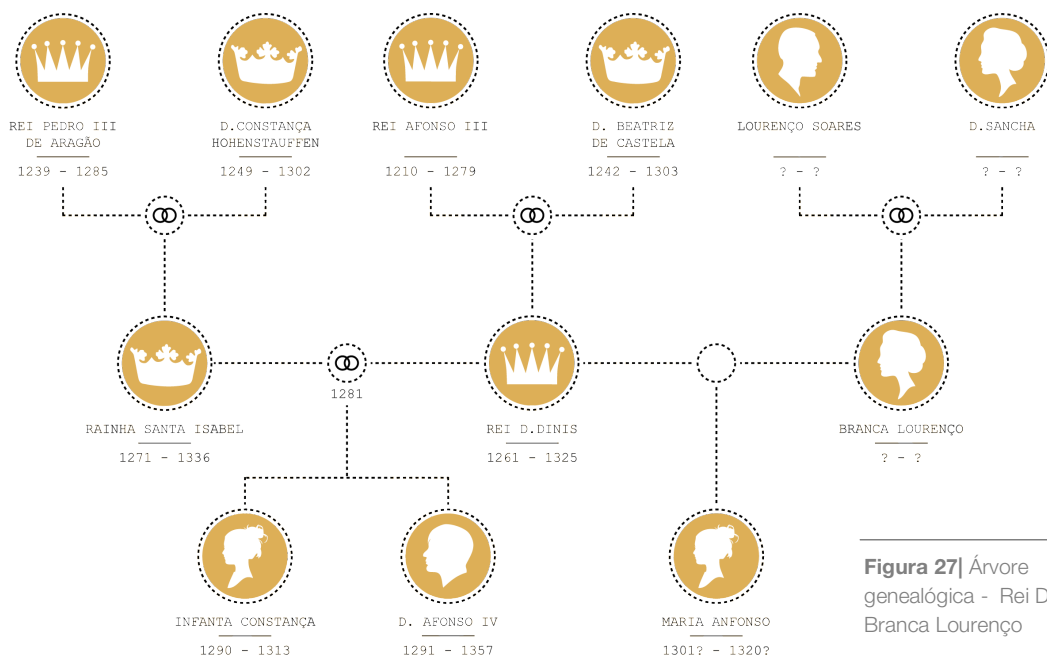 REI PEDRO III
DE ARAGÃO
1239 - 1285
D.CONSTANÇA
HOHENSTAUFFEN
1249 - 1302
REI AFONSO III
1210 - 1279
D. BEATRIZ
DE CASTELA
1242 - 1303
LOURENÇO SOARES
? - ?
D.SANCHA
? - ?
1281
RAINHA SANTA ISABEL
1271 - 1336
REI D.DINIS
1261 - 1325
BRANCA LOURENÇO
? - ?
INFANTA CONSTANÇA
1290 - 1313
D. AFONSO IV
1291 - 1357
MARIA ANFONSO
1301? - 1320?
Figura 27| Árvore
genealógica - Rei D
Branca Lourenço